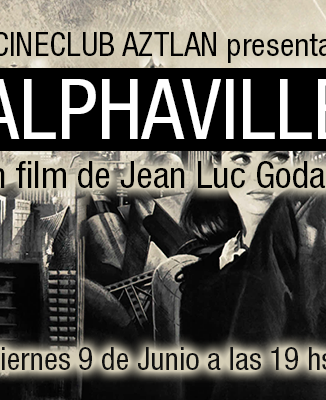 CINECLUB AZTLAN presenta
ALPHAVILLE
n film de Jean Luc Goda
iernes 9 de Junio a las 19 hs